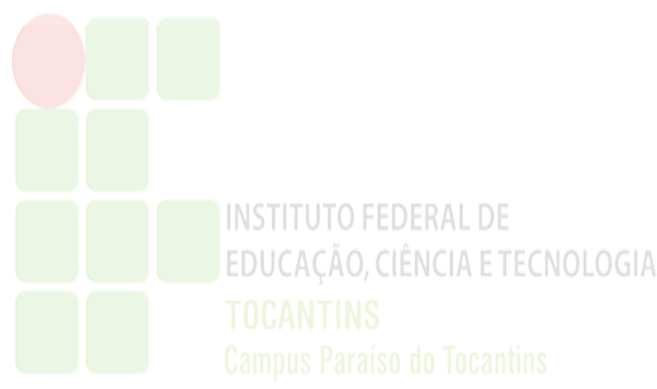 INSTITUTO FEDERAL DE
EDUCAÇÃO, CIÊNCIA E TECNOLOGIA
TOCANTINS
Campus Paraíso do Tocantins